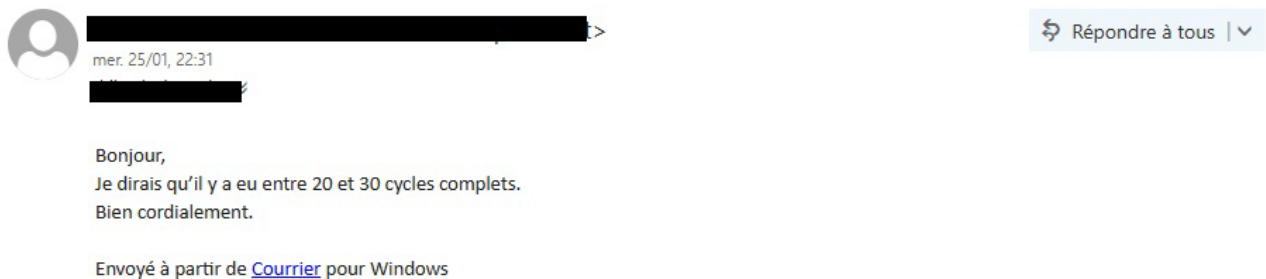 >
Répondre à tous
mer. 25/01, 22:31
Bonjour,
Je dirais qu’il y a eu entre 20 et 30 cycles complets.
Bien cordialement.
Envoyé à partir de Courrier pour Windows